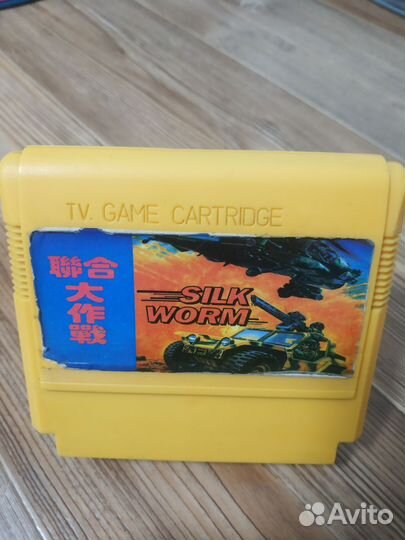 TV. GAME CARTRIDGE
聯合
大
作
戰
SILK
WORM
Avito